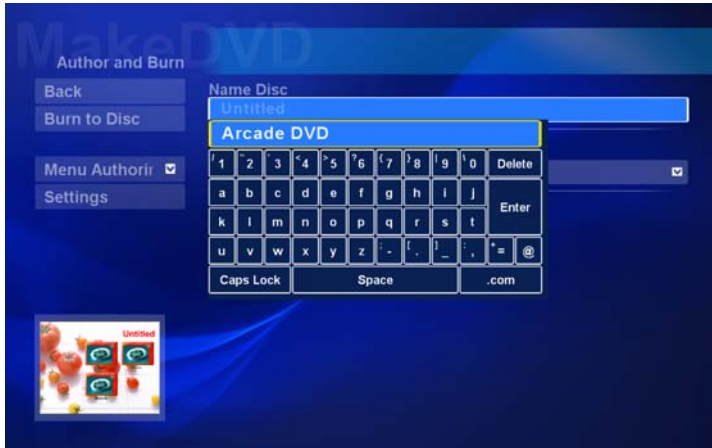 MakeDVD
Author and Burn
Back
Burn to Disc
Menu Authorin
Settings
Name Disc
Untitled
Arcade DVD
/ 1 " 2 ' 3 < 4 > 5 ? 6 { 7 } 8 | 9 \ 0 Delete
a b c d e f g h i j
Enter
k l m n o p q r s t
u v w x y z ; - [ . ] _ : , * = @
Caps Lock Space .com
Untitled